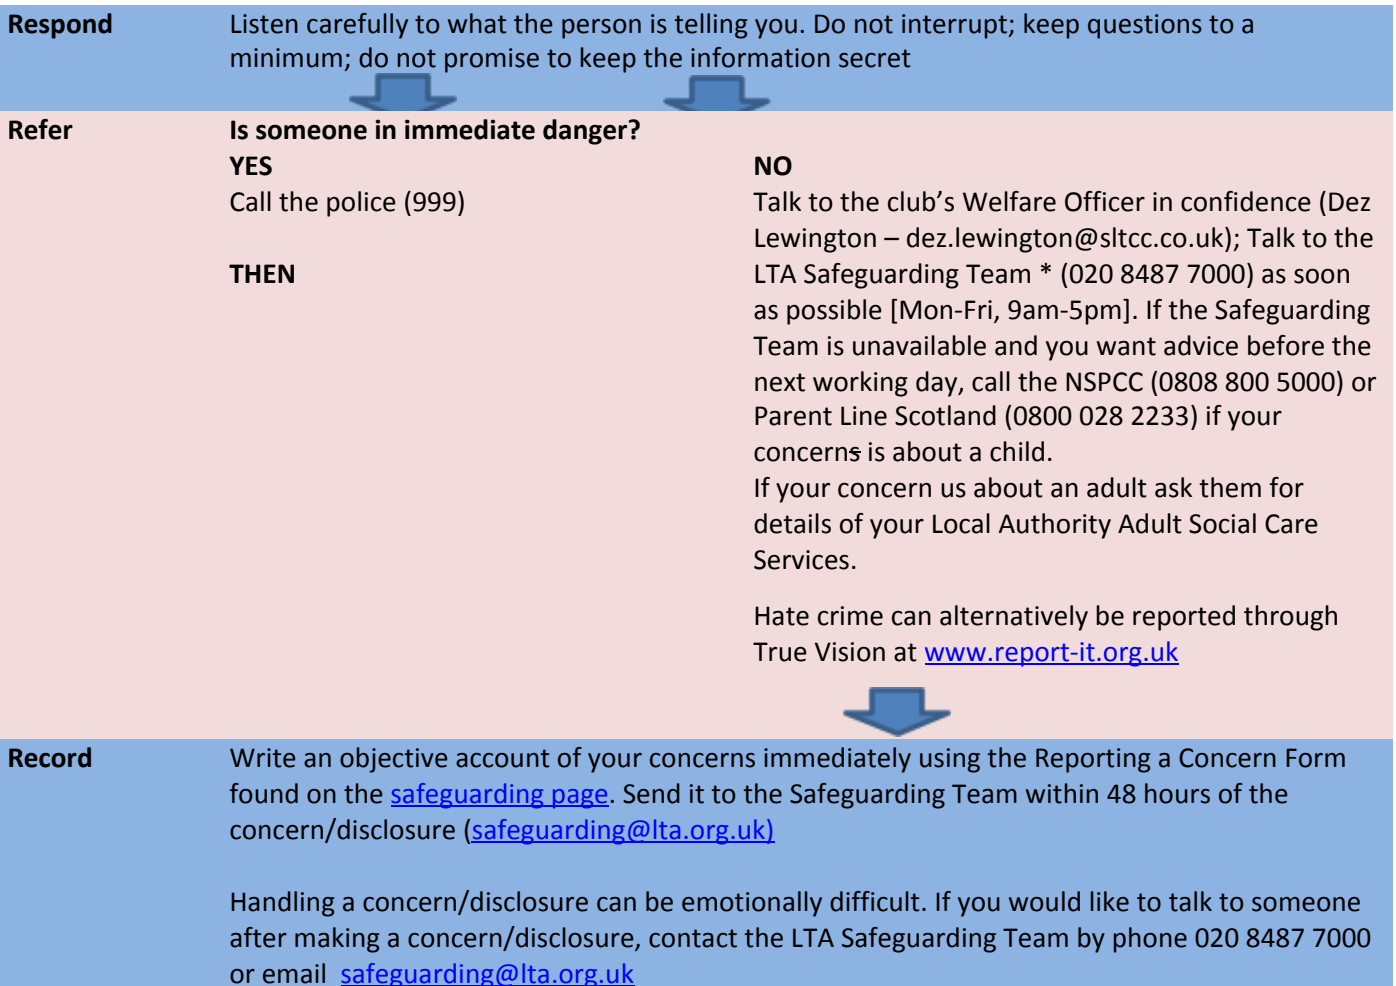 Respond Listen carefully to what the person is telling you. Do not interrupt; keep questions to a
minimum; do not promise to keep the information secret
Refer Is someone in immediate danger?
YES
Call the police (999)
THEN
NO
Talk to the club’s Welfare Officer in confidence (Dez
Lewington – dez.lewington@sltcc.co.uk); Talk to the
LTA Safeguarding Team * (020 8487 7000) as soon
as possible [Mon-Fri, 9am-5pm]. If the Safeguarding
Team is unavailable and you want advice before the
next working day, call the NSPCC (0808 800 5000) or
Parent Line Scotland (0800 028 2233) if your
concerns is about a child.
If your concern us about an adult ask them for
details of your Local Authority Adult Social Care
Services.
Hate crime can alternatively be reported through
True Vision at www.report-it.org.uk
Record Write an objective account of your concerns immediately using the Reporting a Concern Form
found on the safeguarding page. Send it to the Safeguarding Team within 48 hours of the
concern/disclosure (safeguarding@lta.org.uk)
Handling a concern/disclosure can be emotionally difficult. If you would like to talk to someone
after making a concern/disclosure, contact the LTA Safeguarding Team by phone 020 8487 7000
or email safeguarding@lta.org.uk